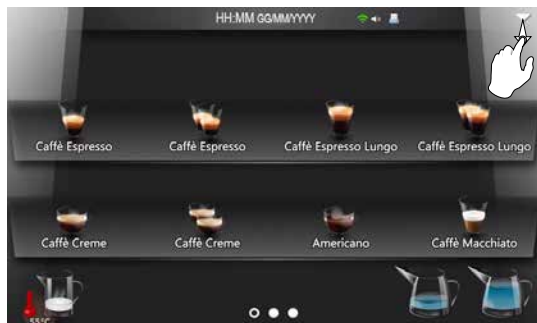 HH:MM GG/MM/YYYY
Caffè Espresso Caffè Espresso Caffè Espresso Lungo Caffè Espresso Lungo
Caffè Creme Caffè Creme Americano Caffè Macchiato
55°C